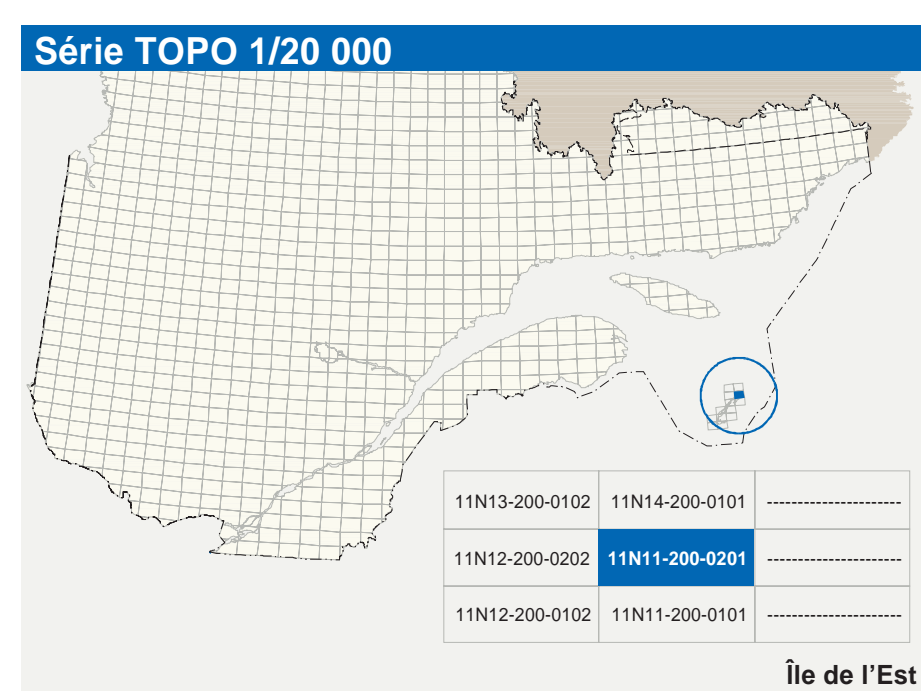 Série TOPO 1/20 000
11N13-200-0102 11N14-200-0101 ----------------------
11N12-200-0202 11N11-200-0201 ----------------------
11N12-200-0102 11N11-200-0101 ----------------------
Île de l’Est